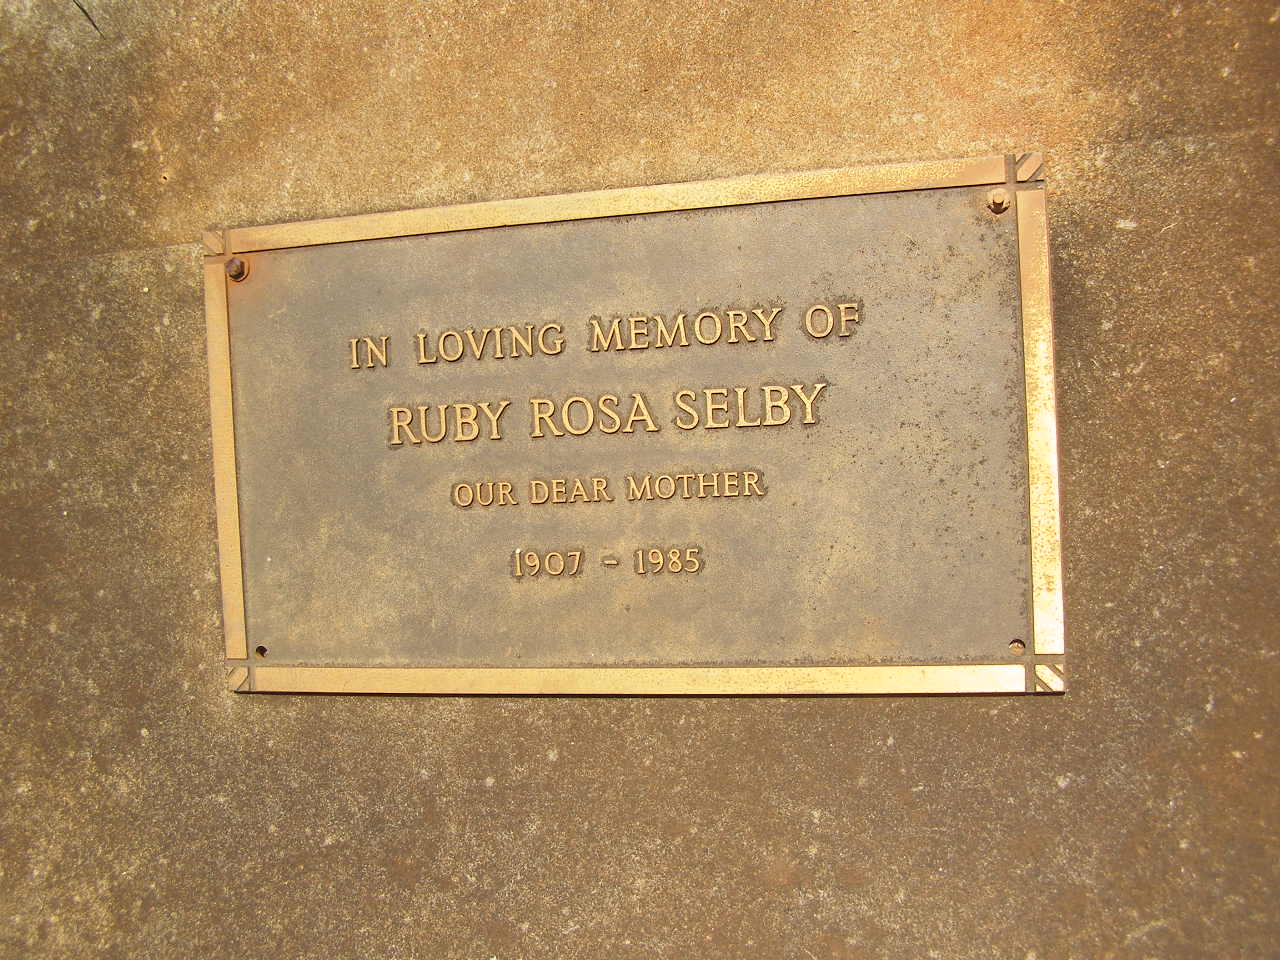 IN LOVING MEMORY OF
RUBY ROSA SELBY
OUR DEAR MOTHER
1907 - 1985